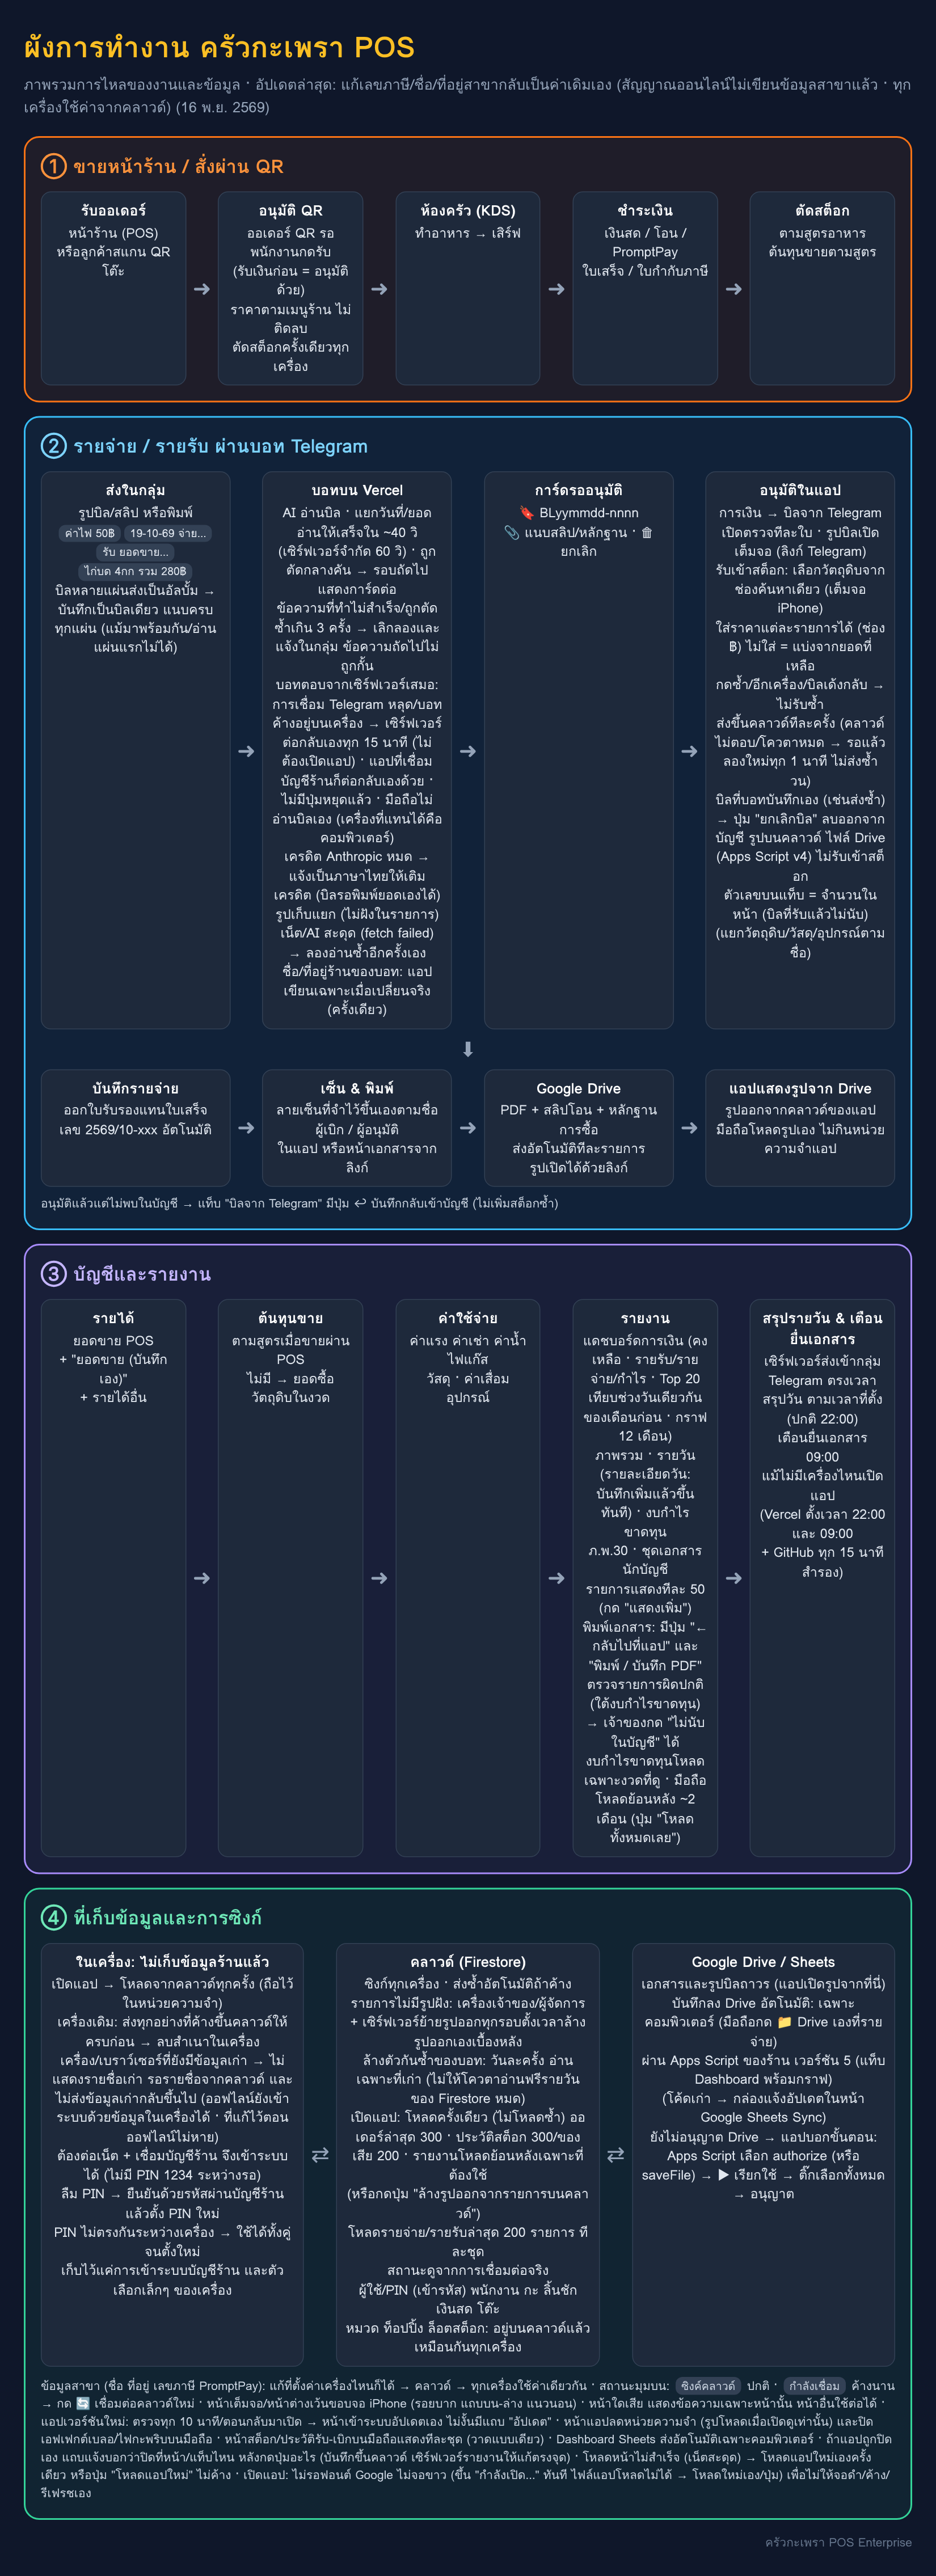 ผังการทำงาน ครัวกะเพรา POS
ภาพรวมการไหลของงานและข้อมูล · อัปเดตล่าสุด: แก้เลขภาษี/ชื่อ/ที่อยู่สาขากลับเป็นค่าเดิมเอง (สัญญาณออนไลน์ไม่เขียนข้อมูลสาขาแล้ว · ทุก
เครื่องใช้ค่าจากคลาวด์) (16 พ.ย. 2569)
① ขายหน้าร้าน / สั่งผ่าน QR
รับออเดอร์
หน้าร้าน (POS)
หรือลูกค้าสแกน QR
โต๊ะ
➜
อนุมัติ QR
ออเดอร์ QR รอ
พนักงานกดรับ
(รับเงินก่อน = อนุมัติ
ด้วย)
ราคาตามเมนูร้าน ไม่
ติดลบ
ตัดสต็อกครั้งเดียวทุก
เครื่อง
➜
ห้องครัว (KDS)
ทำอาหาร → เสิร์ฟ
➜
ชำระเงิน
เงินสด / โอน /
PromptPay
ใบเสร็จ / ใบกำกับภาษี
➜
ตัดสต็อก
ตามสูตรอาหาร
ต้นทุนขายตามสูตร
② รายจ่าย / รายรับ ผ่านบอท Telegram
ส่งในกลุ่ม
รูปบิล/สลิป หรือพิมพ์
ค่าไฟ 50฿ 19-10-69 จ่าย...
รับ ยอดขาย...
ไก่บด 4กก รวม 280฿
บิลหลายแผ่นส่งเป็นอัลบั้ม →
บันทึกเป็นบิลเดียว แนบครบ
ทุกแผ่น (แม้มาพร้อมกัน/อ่าน
แผ่นแรกไม่ได้)
➜
บอทบน Vercel
AI อ่านบิล · แยกวันที่/ยอด
อ่านให้เสร็จใน ~40 วิ
(เซิร์ฟเวอร์จำกัด 60 วิ) · ถูก
ตัดกลางคัน → รอบถัดไป
แสดงการ์ดต่อ
ข้อความที่ทำไม่สำเร็จ/ถูกตัด
ซ้ำเกิน 3 ครั้ง → เลิกลองและ
แจ้งในกลุ่ม ข้อความถัดไปไม่
ถูกกั้น
บอทตอบจากเซิร์ฟเวอร์เสมอ:
การเชื่อม Telegram หลุด/บอท
ค้างอยู่บนเครื่อง → เซิร์ฟเวอร์
ต่อกลับเองทุก 15 นาที (ไม่
ต้องเปิดแอป) · แอปที่เชื่อม
บัญชีร้านก็ต่อกลับเองด้วย ·
ไม่มีปุ่มหยุดแล้ว · มือถือไม่
อ่านบิลเอง (เครื่องที่แทนได้คือ
คอมพิวเตอร์)
เครดิต Anthropic หมด →
แจ้งเป็นภาษาไทยให้เติม
เครดิต (บิลรอพิมพ์ยอดเองได้)
รูปเก็บแยก (ไม่ฝังในรายการ)
เน็ต/AI สะดุด (fetch failed)
→ ลองอ่านซ้ำอีกครั้งเอง
ชื่อ/ที่อยู่ร้านของบอท: แอป
เขียนเฉพาะเมื่อเปลี่ยนจริง
(ครั้งเดียว)
➜
การ์ดรออนุมัติ
🔖 BLyymmdd-nnnn
📎 แนบสลิป/หลักฐาน · 🗑
ยกเลิก
➜
อนุมัติในแอป
การเงิน → บิลจาก Telegram
เปิดตรวจทีละใบ · รูปบิลเปิด
เต็มจอ (ลิงก์ Telegram)
รับเข้าสต็อก: เลือกวัตถุดิบจาก
ช่องค้นหาเดียว (เต็มจอ
iPhone)
ใส่ราคาแต่ละรายการได้ (ช่อง
฿) ไม่ใส่ = แบ่งจากยอดที่
เหลือ
กดซ้ำ/อีกเครื่อง/บิลเด้งกลับ →
ไม่รับซ้ำ
ส่งขึ้นคลาวด์ทีละครั้ง (คลาวด์
ไม่ตอบ/โควตาหมด → รอแล้ว
ลองใหม่ทุก 1 นาที ไม่ส่งซ้ำ
วน)
บิลที่บอทบันทึกเอง (เช่นส่งซ้ำ)
→ ปุ่ม "ยกเลิกบิล" ลบออกจาก
บัญชี รูปบนคลาวด์ ไฟล์ Drive
(Apps Script v4) ไม่รับเข้าสต็
อก
ตัวเลขบนแท็บ = จำนวนใน
หน้า (บิลที่รับแล้วไม่นับ)
(แยกวัตถุดิบ/วัสดุ/อุปกรณ์ตาม
ชื่อ)
⬇
บันทึกรายจ่าย
ออกใบรับรองแทนใบเสร็จ
เลข 2569/10-xxx อัตโนมัติ
➜
เซ็น & พิมพ์
ลายเซ็นที่จำไว้ขึ้นเองตามชื่อ
ผู้เบิก / ผู้อนุมัติ
ในแอป หรือหน้าเอกสารจาก
ลิงก์
➜
Google Drive
PDF + สลิปโอน + หลักฐาน
การซื้อ
ส่งอัตโนมัติทีละรายการ
รูปเปิดได้ด้วยลิงก์
➜
แอปแสดงรูปจาก Drive
รูปออกจากคลาวด์ของแอป
มือถือโหลดรูปเอง ไม่กินหน่วย
ความจำแอป
อนุมัติแล้วแต่ไม่พบในบัญชี → แท็บ "บิลจาก Telegram" มีปุ่ม ↩ บันทึกกลับเข้าบัญชี (ไม่เพิ่มสต็อกซ้ำ)
③ บัญชีและรายงาน
รายได้
ยอดขาย POS
+ "ยอดขาย (บันทึก
เอง)"
+ รายได้อื่น
➜
ต้นทุนขาย
ตามสูตรเมื่อขายผ่าน
POS
ไม่มี → ยอดซื้อ
วัตถุดิบในงวด
➜
ค่าใช้จ่าย
ค่าแรง ค่าเช่า ค่าน้ำ
ไฟแก๊ส
วัสดุ · ค่าเสื่อม
อุปกรณ์
➜
รายงาน
แดชบอร์ดการเงิน (คง
เหลือ · รายรับ/ราย
จ่าย/กำไร · Top 20
เทียบช่วงวันเดียวกัน
ของเดือนก่อน · กราฟ
12 เดือน)
ภาพรวม · รายวัน
(รายละเอียดวัน:
บันทึกเพิ่มแล้วขึ้น
ทันที) · งบกำไร
ขาดทุน
ภ.พ.30 · ชุดเอกสาร
นักบัญชี
รายการแสดงทีละ 50
(กด "แสดงเพิ่ม")
พิมพ์เอกสาร: มีปุ่ม "←
กลับไปที่แอป" และ
"พิมพ์ / บันทึก PDF"
ตรวจรายการผิดปกติ
(ใต้งบกำไรขาดทุน)
→ เจ้าของกด "ไม่นับ
ในบัญชี" ได้
งบกำไรขาดทุนโหลด
เฉพาะงวดที่ดู · มือถือ
โหลดย้อนหลัง ~2
เดือน (ปุ่ม "โหลด
ทั้งหมดเลย")
➜
สรุปรายวัน & เตือน
ยื่นเอกสาร
เซิร์ฟเวอร์ส่งเข้ากลุ่ม
Telegram ตรงเวลา
สรุปวัน ตามเวลาที่ตั้ง
(ปกติ 22:00)
เตือนยื่นเอกสาร
09:00
แม้ไม่มีเครื่องไหนเปิด
แอป
(Vercel ตั้งเวลา 22:00
และ 09:00
+ GitHub ทุก 15 นาที
สำรอง)
④ ที่เก็บข้อมูลและการซิงก์
ในเครื่อง: ไม่เก็บข้อมูลร้านแล้ว
เปิดแอป → โหลดจากคลาวด์ทุกครั้ง (ถือไว้
ในหน่วยความจำ)
เครื่องเดิม: ส่งทุกอย่างที่ค้างขึ้นคลาวด์ให้
ครบก่อน → ลบสำเนาในเครื่อง
เครื่อง/เบราว์เซอร์ที่ยังมีข้อมูลเก่า → ไม่
แสดงรายชื่อเก่า รอรายชื่อจากคลาวด์ และ
ไม่ส่งข้อมูลเก่ากลับขึ้นไป (ออฟไลน์ยังเข้า
ระบบด้วยข้อมูลในเครื่องได้ · ที่แก้ไว้ตอน
ออฟไลน์ไม่หาย)
ต้องต่อเน็ต + เชื่อมบัญชีร้าน จึงเข้าระบบ
ได้ (ไม่มี PIN 1234 ระหว่างรอ)
ลืม PIN → ยืนยันด้วยรหัสผ่านบัญชีร้าน
แล้วตั้ง PIN ใหม่
PIN ไม่ตรงกันระหว่างเครื่อง → ใช้ได้ทั้งคู่
จนตั้งใหม่
เก็บไว้แค่การเข้าระบบบัญชีร้าน และตัว
เลือกเล็กๆ ของเครื่อง
⇄
คลาวด์ (Firestore)
ซิงก์ทุกเครื่อง · ส่งซ้ำอัตโนมัติถ้าค้าง
รายการไม่มีรูปฝัง: เครื่องเจ้าของ/ผู้จัดการ
+ เซิร์ฟเวอร์ย้ายรูปออกทุกรอบตั้งเวลาล้าง
รูปออกเองเบื้องหลัง
ล้างตัวกันซ้ำของบอท: วันละครั้ง อ่าน
เฉพาะที่เก่า (ไม่ให้โควตาอ่านฟรีรายวัน
ของ Firestore หมด)
เปิดแอป: โหลดครั้งเดียว (ไม่โหลดซ้ำ) ออ
เดอร์ล่าสุด 300 · ประวัติสต็อก 300/ของ
เสีย 200 · รายงานโหลดย้อนหลังเฉพาะที่
ต้องใช้
(หรือกดปุ่ม "ล้างรูปออกจากรายการบนคลา
วด์")
โหลดรายจ่าย/รายรับล่าสุด 200 รายการ ที
ละชุด
สถานะดูจากการเชื่อมต่อจริง
ผู้ใช้/PIN (เข้ารหัส) พนักงาน กะ ลิ้นชัก
เงินสด โต๊ะ
หมวด ท็อปปิ้ง ล็อตสต็อก: อยู่บนคลาวด์แล้ว
เหมือนกันทุกเครื่อง
⇄
Google Drive / Sheets
เอกสารและรูปบิลถาวร (แอปเปิดรูปจากที่นี่)
บันทึกลง Drive อัตโนมัติ: เฉพาะ
คอมพิวเตอร์ (มือถือกด 📁 Drive เองที่ราย
จ่าย)
ผ่าน Apps Script ของร้าน เวอร์ชัน 5 (แท็บ
Dashboard พร้อมกราฟ)
(โค้ดเก่า → กล่องแจ้งอัปเดตในหน้า
Google Sheets Sync)
ยังไม่อนุญาต Drive → แอปบอกขั้นตอน:
Apps Script เลือก authorize (หรือ
saveFile) → ▶ เรียกใช้ → ติ๊กเลือกทั้งหมด
→ อนุญาต
ข้อมูลสาขา (ชื่อ ที่อยู่ เลขภาษี PromptPay): แก้ที่ตั้งค่าเครื่องไหนก็ได้ → คลาวด์ → ทุกเครื่องใช้ค่าเดียวกัน · สถานะมุมบน: ซิงค์คลาวด์ ปกติ · กำลังเชื่อม ค้างนาน
→ กด 🔄 เชื่อมต่อคลาวด์ใหม่ · หน้าเต็มจอ/หน้าต่างเว้นขอบจอ iPhone (รอยบาก แถบบน-ล่าง แนวนอน) · หน้าใดเสีย แสดงข้อความเฉพาะหน้านั้น หน้าอื่นใช้ต่อได้ ·
แอปเวอร์ชันใหม่: ตรวจทุก 10 นาที/ตอนกลับมาเปิด → หน้าเข้าระบบอัปเดตเอง ไม่งั้นมีแถบ "อัปเดต" · หน้าแอปลดหน่วยความจำ (รูปโหลดเมื่อเปิดดูเท่านั้น) และปิด
เอฟเฟกต์เบลอ/ไฟกะพริบบนมือถือ · หน้าสต็อก/ประวัติรับ-เบิกบนมือถือแสดงทีละชุด (วาดแบบเดียว) · Dashboard Sheets ส่งอัตโนมัติเฉพาะคอมพิวเตอร์ · ถ้าแอปถูกปิด
เอง แถบแจ้งบอกว่าปิดที่หน้า/แท็บไหน หลังกดปุ่มอะไร (บันทึกขึ้นคลาวด์ เซิร์ฟเวอร์รายงานให้แก้ตรงจุด) · โหลดหน้าไม่สำเร็จ (เน็ตสะดุด) → โหลดใหม่เองครั้ง
เดียว หรือปุ่ม "โหลดแอปใหม่" ไม่ค้าง · เปิดแอป: ไม่รอฟอนต์ Google ไม่จอขาว (ขึ้น "กำลังเปิด..." ทันที ไฟล์แอปโหลดไม่ได้ → โหลดใหม่เอง/ปุ่ม) เพื่อไม่ให้จอดำ/ค้าง/
รีเฟรชเอง
ครัวกะเพรา POS Enterprise